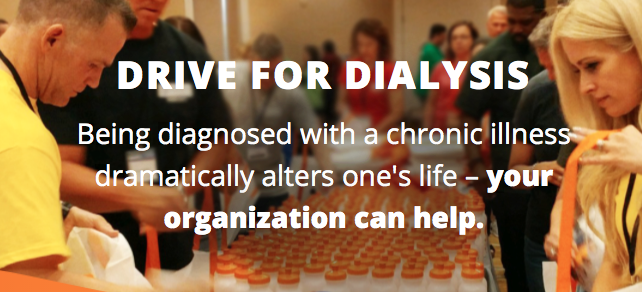 DRIVE FOR DIALYSIS
Being diagnosed with a chronic illness
dramatically alters one's life – your
organization can help.